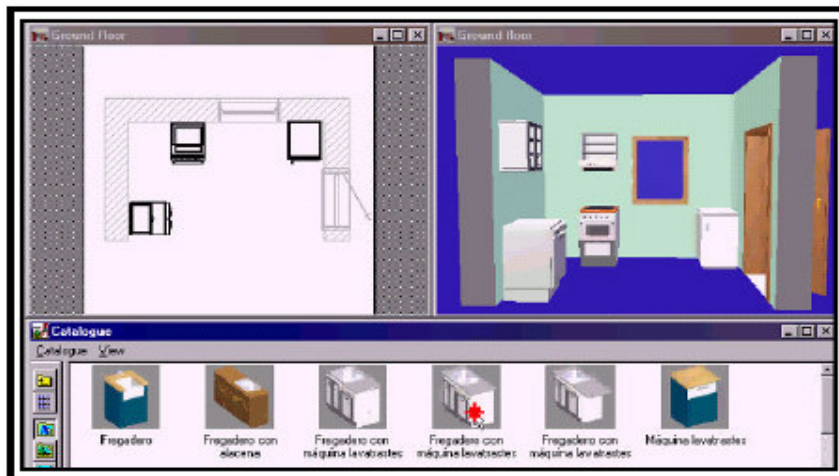 Ground floor
Ground floor
Catalogue
Catalogue View
Fregadero
Fregadero con
alacena
Fregadero con
máquina lavatrastes
Fregadero con
máquina lavatrastes
Fregadero con
máquina lavatrastes
Máquina lavatrastes